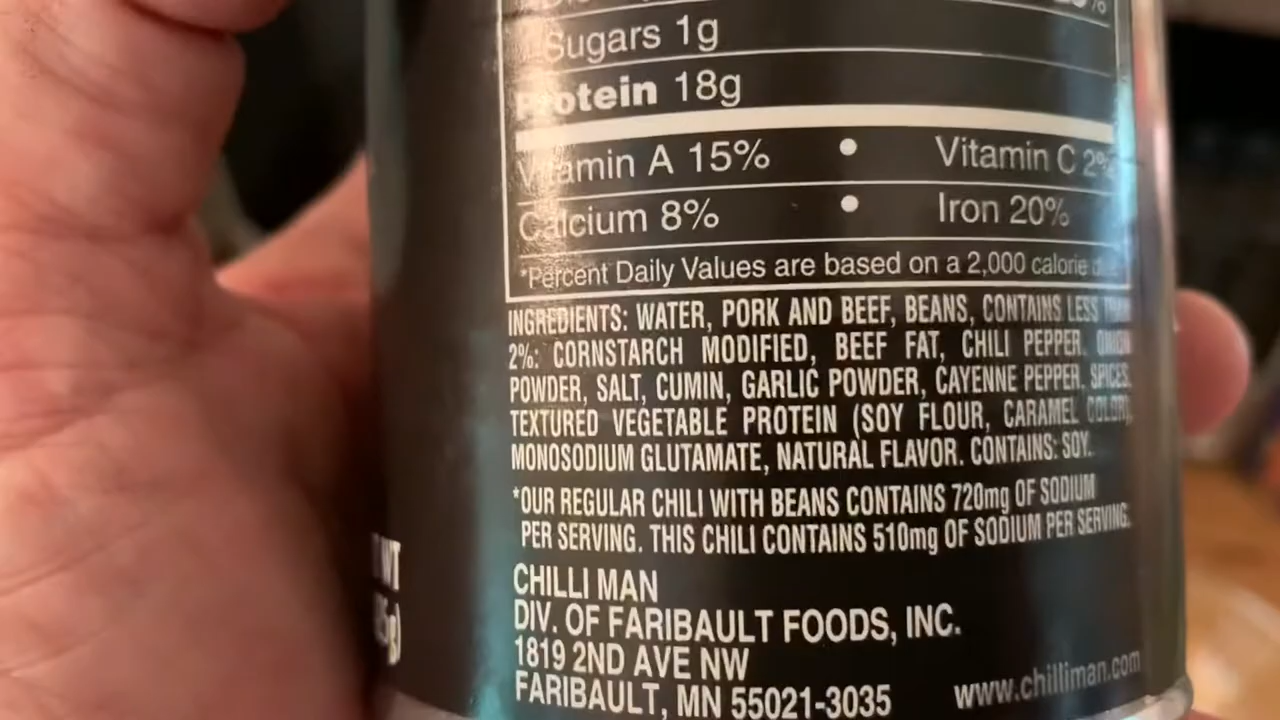 Sugars 1g
Protein 18g
Vitamin A 15% • Vitamin C 2%
Calcium 8% • Iron 20%
*Percent Daily Values are based on a 2,000 calorie
INGREDIENTS: WATER, PORK AND BEEF, BEANS, CONTAINS LESS THAN
2%: CORNSTARCH MODIFIED, BEEF FAT, CHILI PEPPER, ONION
POWDER, SALT, CUMIN, GARLIC POWDER, CAYENNE PEPPER, SPICES,
TEXTURED VEGETABLE PROTEIN (SOY FLOUR, CARAMEL COLOR),
MONOSODIUM GLUTAMATE, NATURAL FLAVOR. CONTAINS: SOY.
*OUR REGULAR CHILI WITH BEANS CONTAINS 720mg OF SODIUM
PER SERVING. THIS CHILI CONTAINS 510mg OF SODIUM PER SERVING.
WT
CHILLI MAN
DIV. OF FARIBAULT FOODS, INC.
1819 2ND AVE NW
FARIBAULT, MN 55021-3035 www.chilliman.com